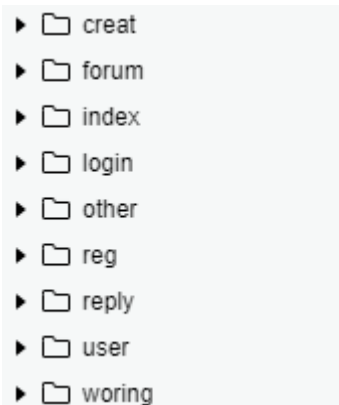 creat
forum
index
login
other
reg
reply
user
woring